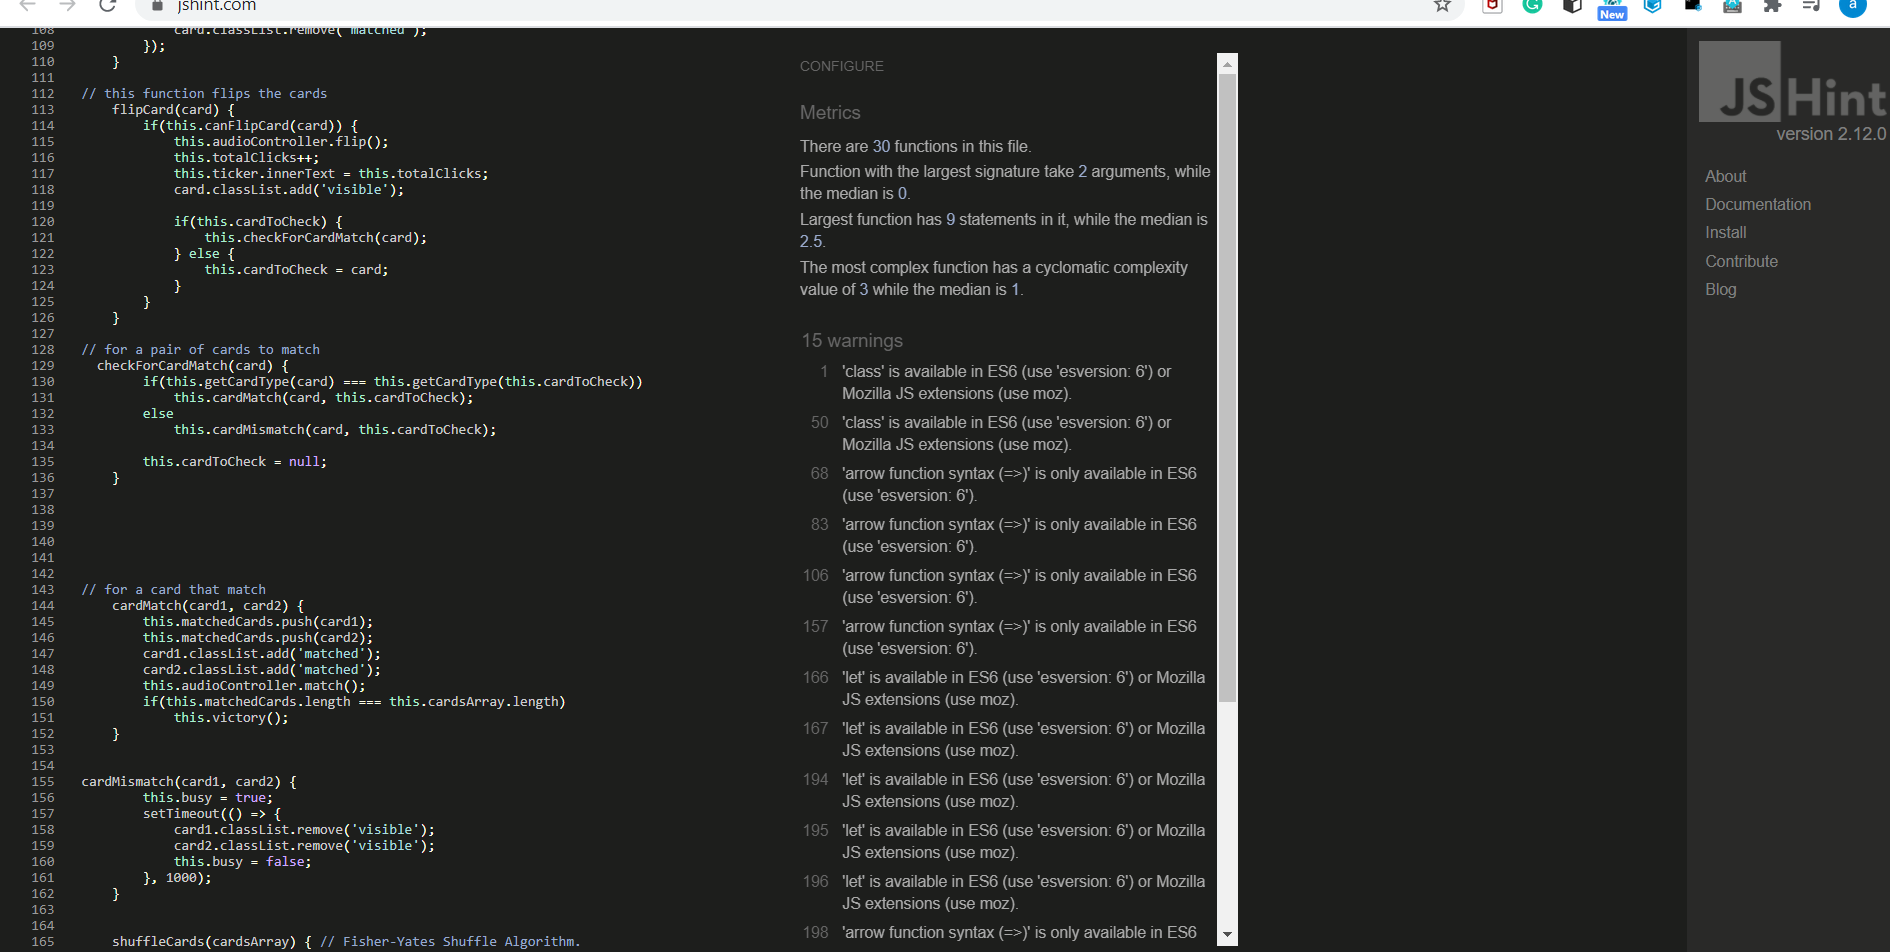 jshint.com
New
a
108 card.classList.remove('matched');
109 });
110 }
111
112 // this function flips the cards
113 flipCard(card) {
114 if(this.canFlipCard(card)) {
115 this.audioController.flip();
116 this.totalClicks++;
117 this.ticker.innerText = this.totalClicks;
118 card.classList.add('visible');
119
120 if(this.cardToCheck) {
121 this.checkForCardMatch(card);
122 } else {
123 this.cardToCheck = card;
124 }
125 }
126 }
127
128 // for a pair of cards to match
129 checkForCardMatch(card) {
130 if(this.getCardType(card) === this.getCardType(this.cardToCheck))
131 this.cardMatch(card, this.cardToCheck);
132 else
133 this.cardMismatch(card, this.cardToCheck);
134
135 this.cardToCheck = null;
136 }
137
138
139
140
141
142
143 // for a card that match
144 cardMatch(card1, card2) {
145 this.matchedCards.push(card1);
146 this.matchedCards.push(card2);
147 card1.classList.add('matched');
148 card2.classList.add('matched');
149 this.audioController.match();
150 if(this.matchedCards.length === this.cardsArray.length)
151 this.victory();
152 }
153
154
155 cardMismatch(card1, card2) {
156 this.busy = true;
157 setTimeout(() => {
158 card1.classList.remove('visible');
159 card2.classList.remove('visible');
160 this.busy = false;
161 }, 1000);
162 }
163
164
165 shuffleCards(cardsArray) { // Fisher-Yates Shuffle Algorithm.
CONFIGURE
Metrics
There are 30 functions in this file.
Function with the largest signature take 2 arguments, while
the median is 0.
Largest function has 9 statements in it, while the median is
2.5.
The most complex function has a cyclomatic complexity
value of 3 while the median is 1.
15 warnings
1 'class' is available in ES6 (use 'esversion: 6') or
Mozilla JS extensions (use moz).
50 'class' is available in ES6 (use 'esversion: 6') or
Mozilla JS extensions (use moz).
68 'arrow function syntax (=>)' is only available in ES6
(use 'esversion: 6').
83 'arrow function syntax (=>)' is only available in ES6
(use 'esversion: 6').
106 'arrow function syntax (=>)' is only available in ES6
(use 'esversion: 6').
157 'arrow function syntax (=>)' is only available in ES6
(use 'esversion: 6').
166 'let' is available in ES6 (use 'esversion: 6') or Mozilla
JS extensions (use moz).
167 'let' is available in ES6 (use 'esversion: 6') or Mozilla
JS extensions (use moz).
194 'let' is available in ES6 (use 'esversion: 6') or Mozilla
JS extensions (use moz).
195 'let' is available in ES6 (use 'esversion: 6') or Mozilla
JS extensions (use moz).
196 'let' is available in ES6 (use 'esversion: 6') or Mozilla
JS extensions (use moz).
198 'arrow function syntax (=>)' is only available in ES6
JSHint
version 2.12.0
About
Documentation
Install
Contribute
Blog